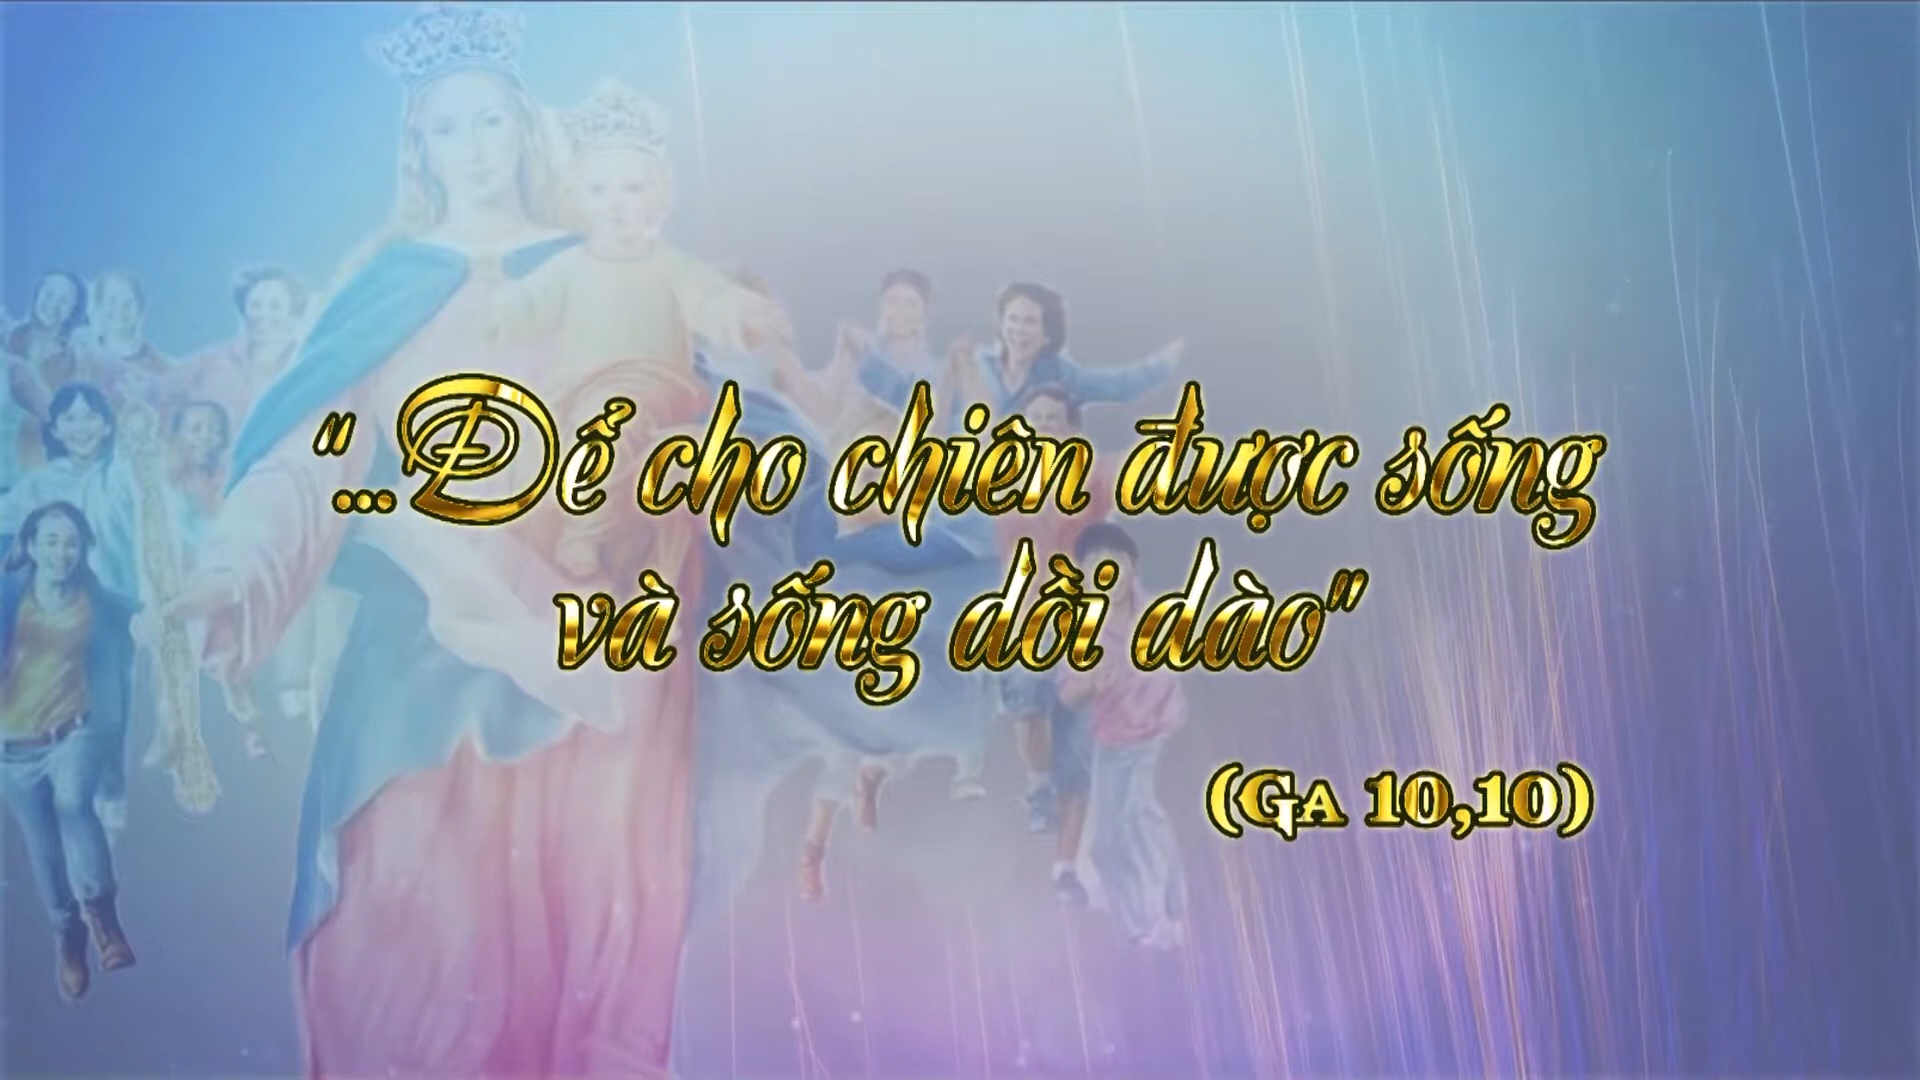 "...Để cho chiên được sống
và sống dồi dào"
(GA 10,10)